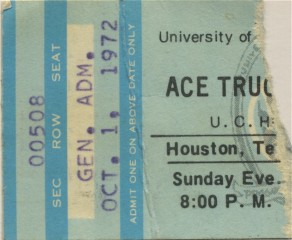 SEC ROW SEAT
00508
GEN. ADM.
OCT. 1, 1972
ADMIT ONE ON ABOVE DATE ONLY
University of
ACE TRUC
U. C. H
Houston, Te
Sunday Eve.
8:00 P. M.